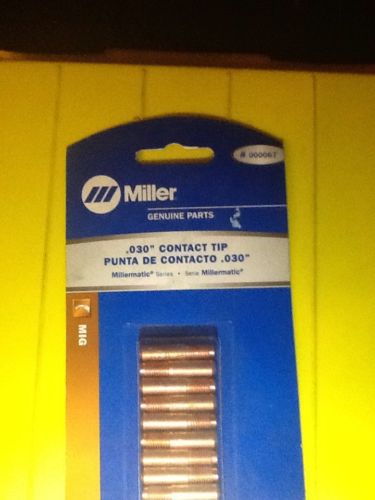 # 000067
Miller
GENUINE PARTS
.030" CONTACT TIP
PUNTA DE CONTACTO .030"
Millermatic® Series • Serie Millermatic®
MIG